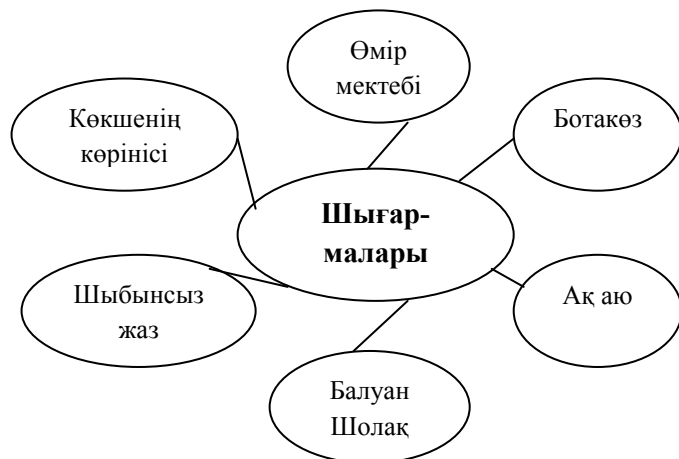 Өмір
мектебі
Көкшенің
көрінісі
Ботакөз
Шығар-
малары
Шыбынсыз
жаз
Ақ аю
Балуан
Шолақ